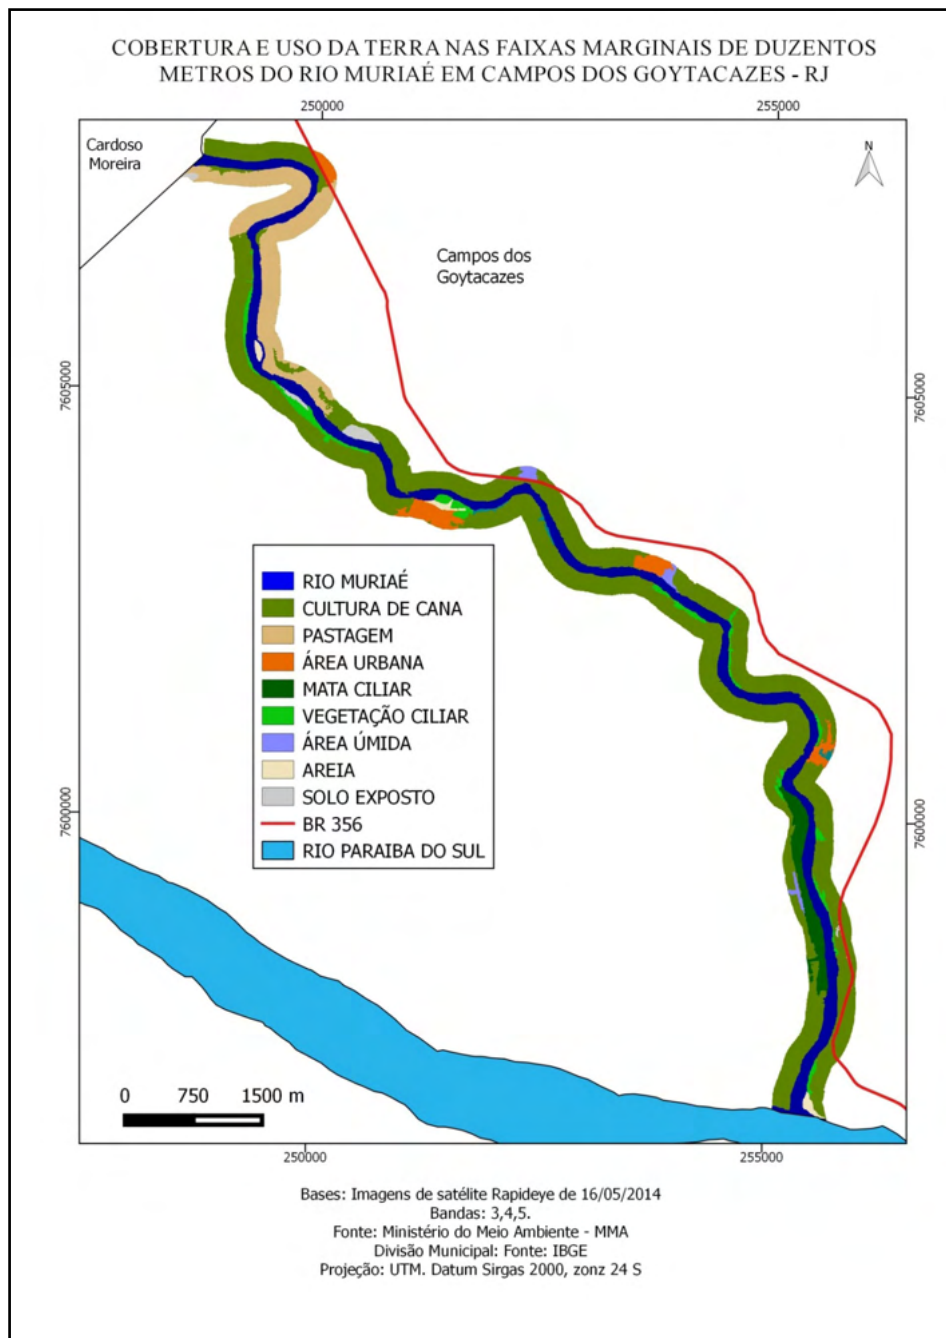 COBERTURA E USO DA TERRA NAS FAIXAS MARGINAIS DE DUZENTOS
METROS DO RIO MURIAÉ EM CAMPOS DOS GOYTACAZES - RJ
250000
255000
Cardoso
Moreira
N
Campos dos
Goytacazes
7605000
7605000
RIO MURIAÉ
CULTURA DE CANA
PASTAGEM
ÁREA URBANA
MATA CILIAR
VEGETAÇÃO CILIAR
ÁREA ÚMIDA
AREIA
SOLO EXPOSTO
BR 356
RIO PARAIBA DO SUL
7600000
7600000
0 750 1500 m
250000
255000
Bases: Imagens de satélite Rapideye de 16/05/2014
Bandas: 3,4,5.
Fonte: Ministério do Meio Ambiente - MMA
Divisão Municipal: Fonte: IBGE
Projeção: UTM. Datum Sirgas 2000, zonz 24 S